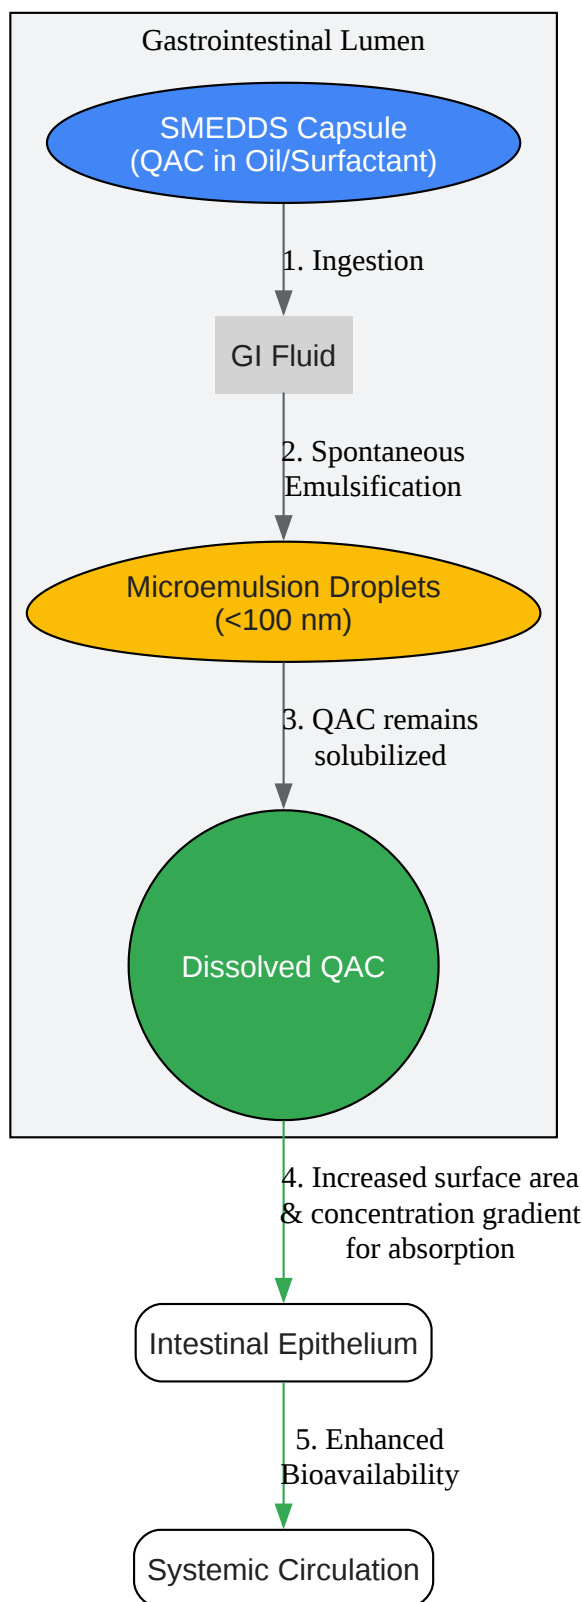 Gastrointestinal Lumen
SMEDDS Capsule
(QAC in Oil/Surfactant)
1. Ingestion
GI Fluid
2. Spontaneous
Emulsification
Microemulsion Droplets
(<100 nm)
3. QAC remains
solubilized
Dissolved QAC
4. Increased surface area
& concentration gradient
for absorption
Intestinal Epithelium
5. Enhanced
Bioavailability
Systemic Circulation